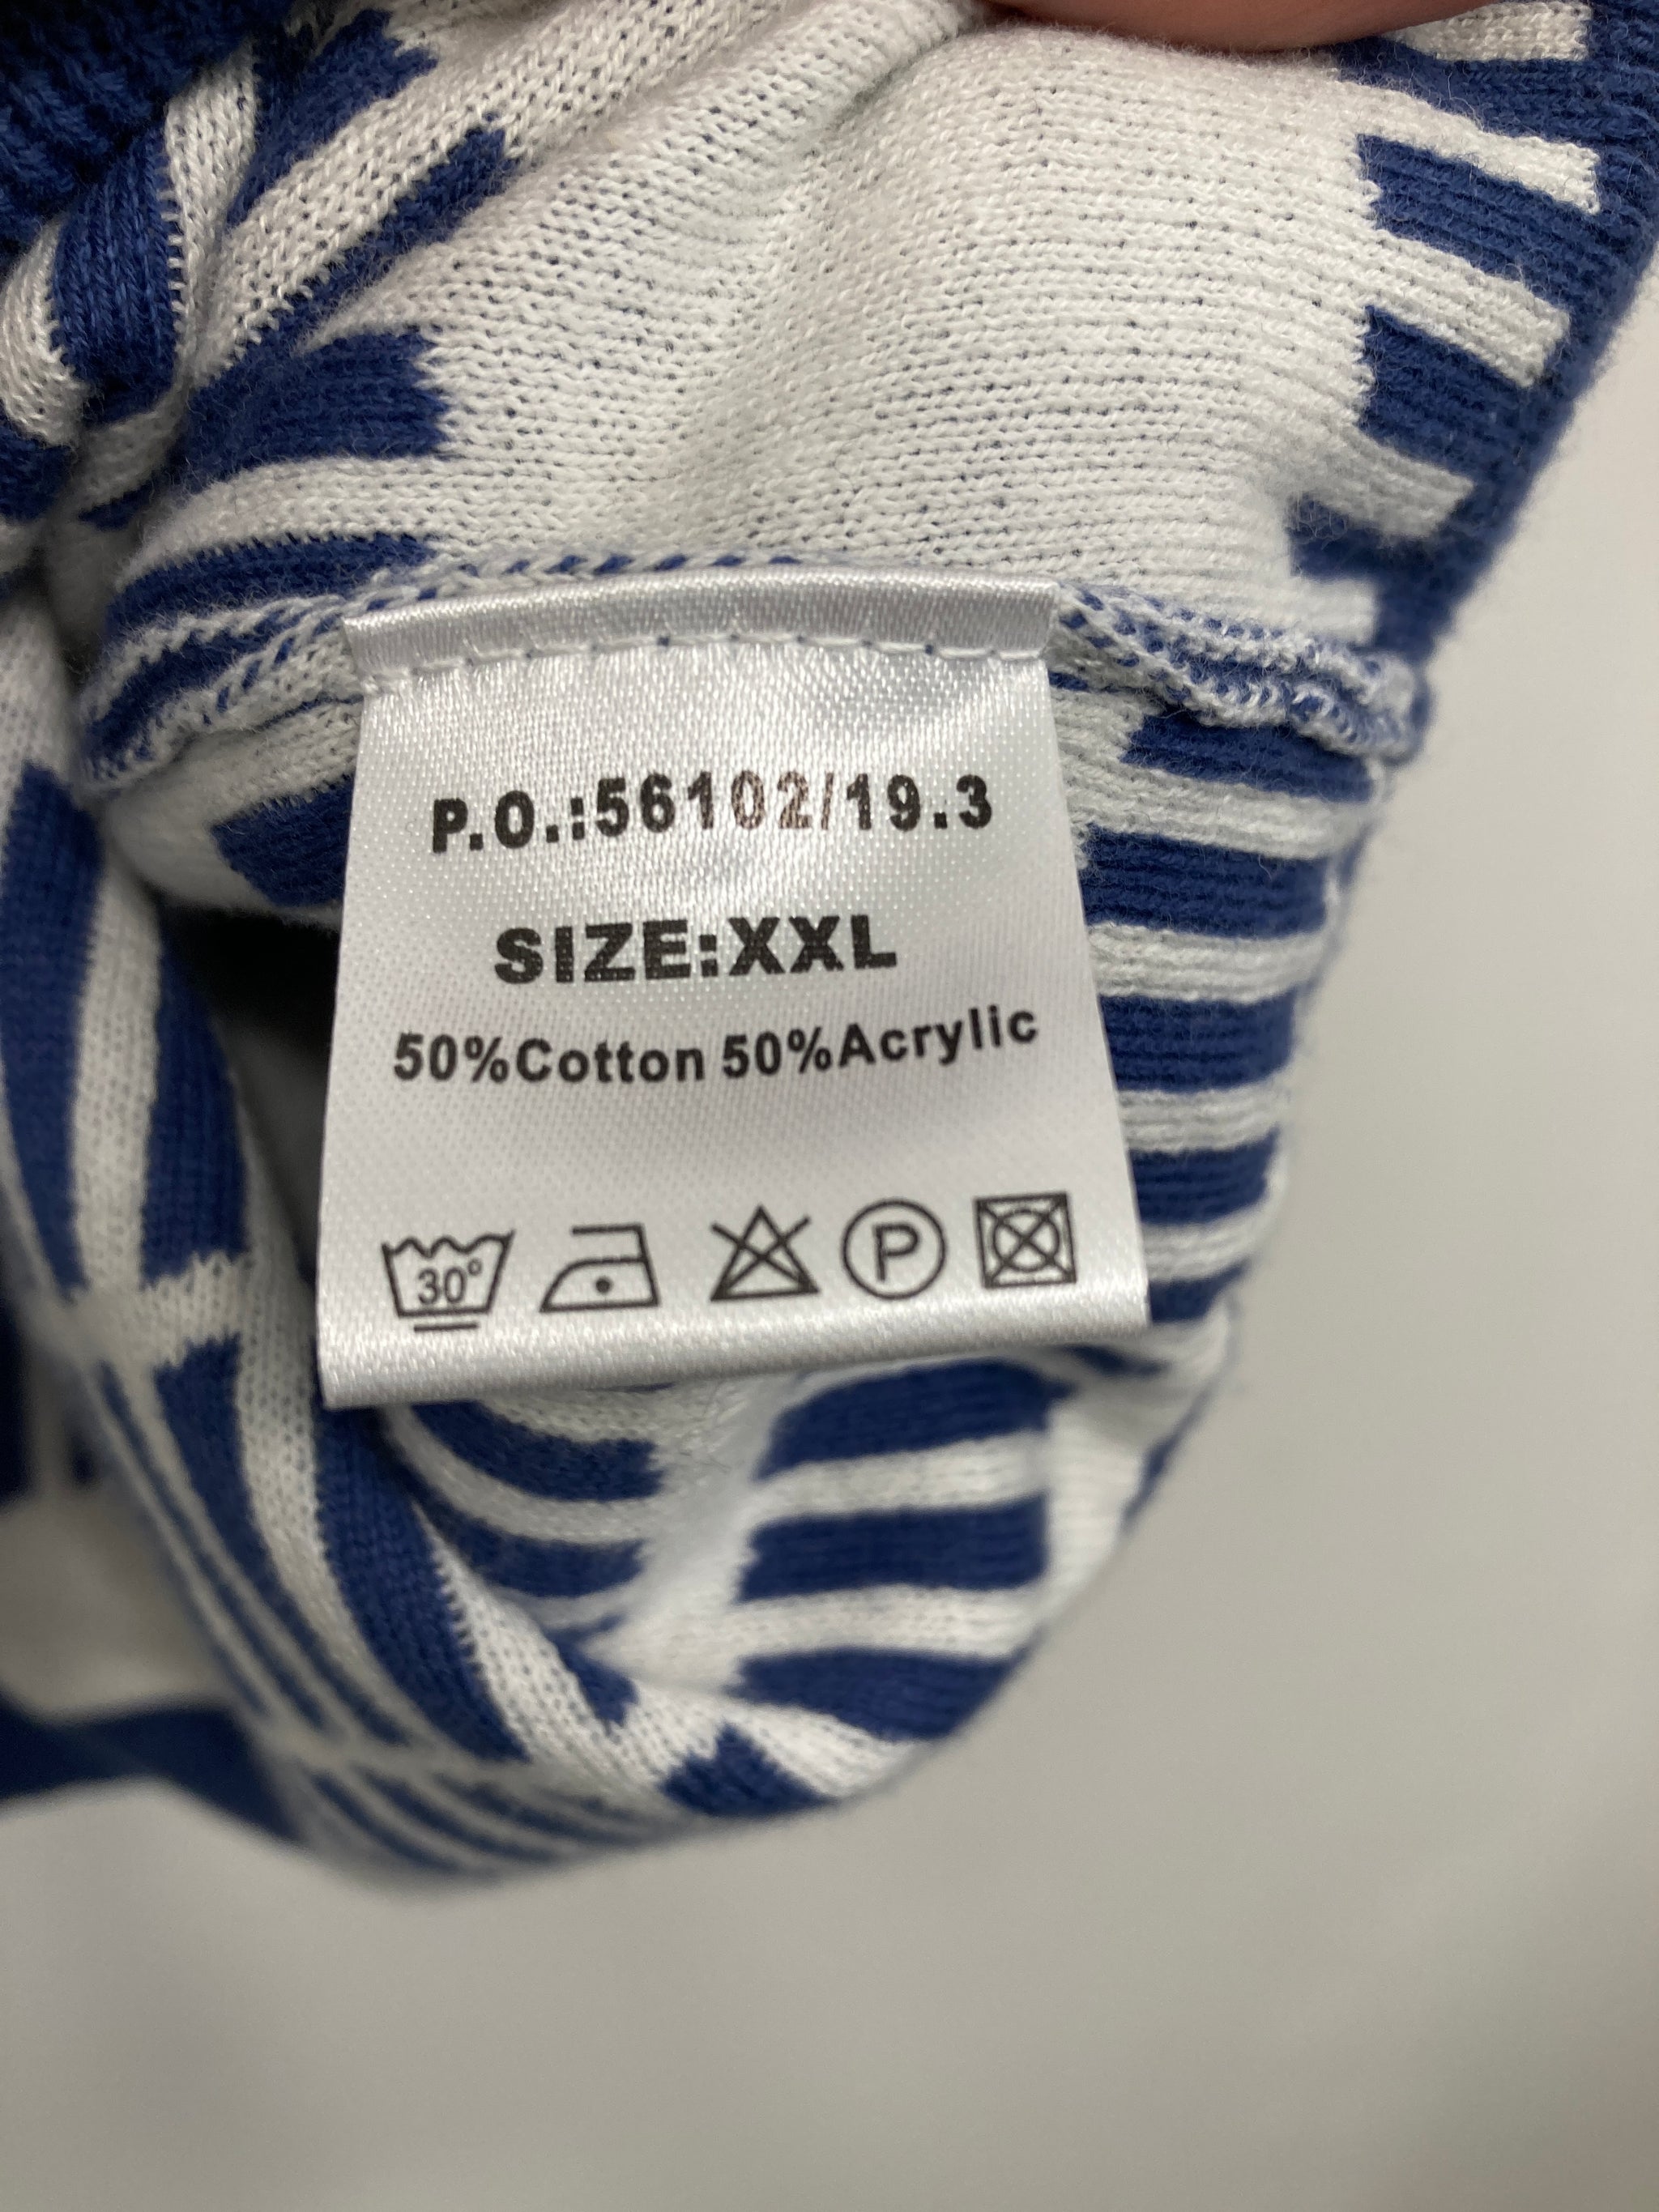 P.O.:56102/19.3
SIZE:XXL
50%Cotton 50%Acrylic
30° P